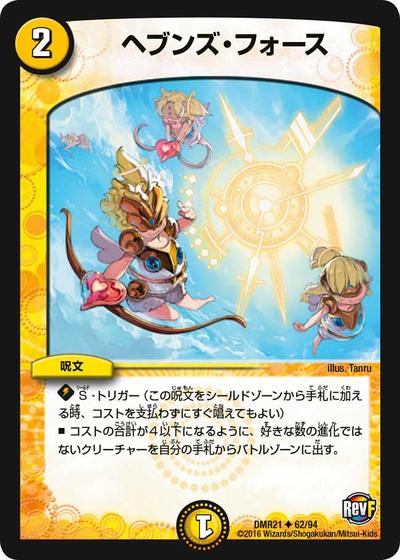 2
ヘブンズ・フォース
呪文
illus. Tanru
S・トリガー(この呪文をシールドゾーンから手札に加え
る時、コストを支払わずにすぐ唱えてもよい)
■ コストの合計が4以下になるように、好きな数の進化では
ないクリーチャーを自分の手札からバトルゾーンに出す。
1
DMR21 ◆ 62/94
©2016 Wizards/Shogakukan/Mitsui-Kids
RevF